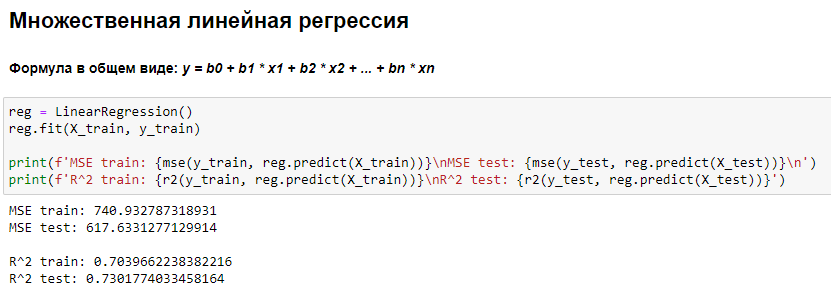 Множественная линейная регрессия
Формула в общем виде: y = b0 + b1 * x1 + b2 * x2 + ... + bn * xn
reg = LinearRegression()
reg.fit(X_train, y_train)
print(f'MSE train: {mse(y_train, reg.predict(X_train))}\nMSE test: {mse(y_test, reg.predict(X_test))}\n')
print(f'R^2 train: {r2(y_train, reg.predict(X_train))}\nR^2 test: {r2(y_test, reg.predict(X_test))}')
MSE train: 740.932787318931
MSE test: 617.6331277129914
R^2 train: 0.7039662238382216
R^2 test: 0.7301774033458164